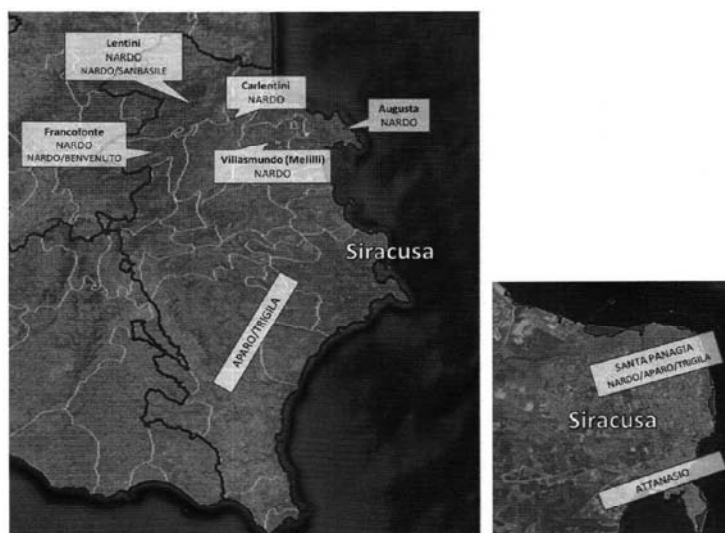 Lentini
NARDO
NARDO/SANBASILE
Carlentini
NARDO
Augusta
NARDO
Francofonte
NARDO
NARDO/BENVENUTO
Villasmundo (Melilli)
NARDO
Siracusa
APARO/TRIGILA
SANTA PANAGIA
NARDO/APARO/TRIGILA
Siracusa
ATTANASIO